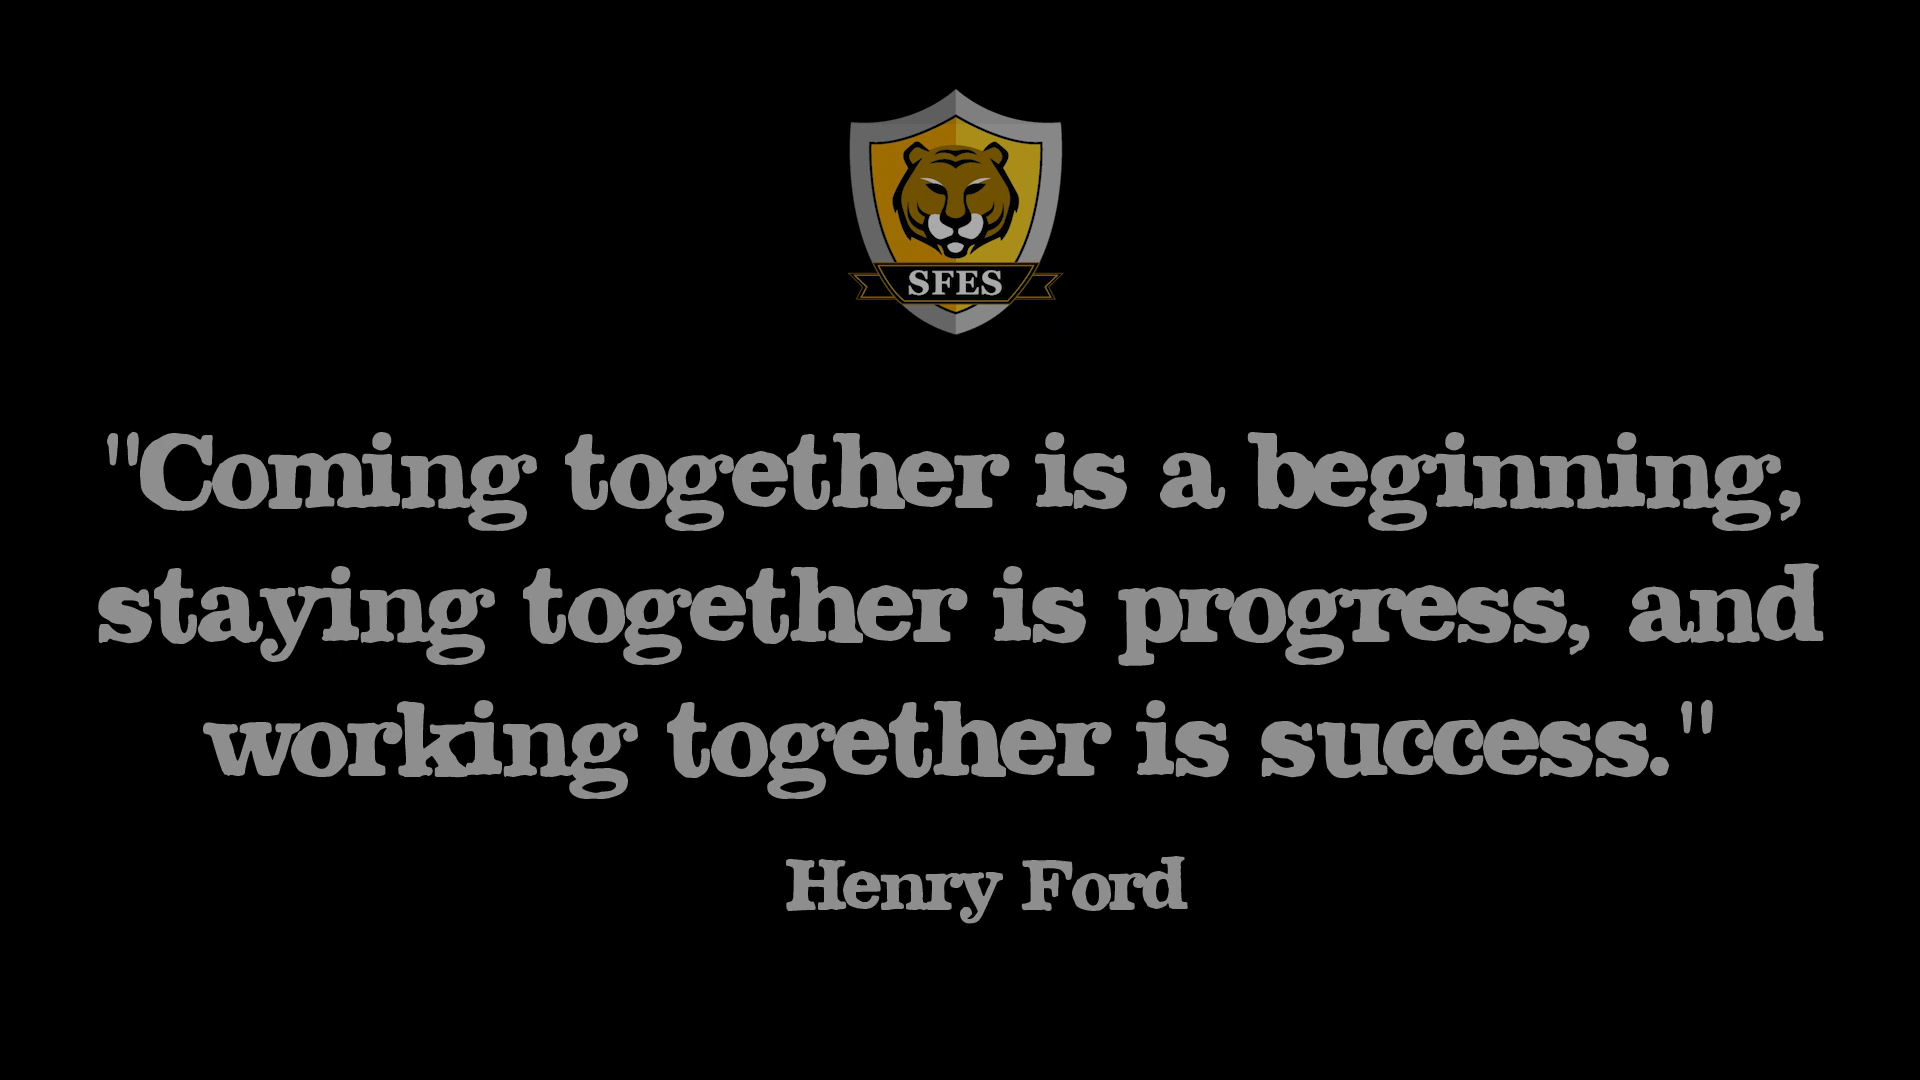 SFES
"Coming together is a beginning,
staying together is progress, and
working together is success."
Henry Ford